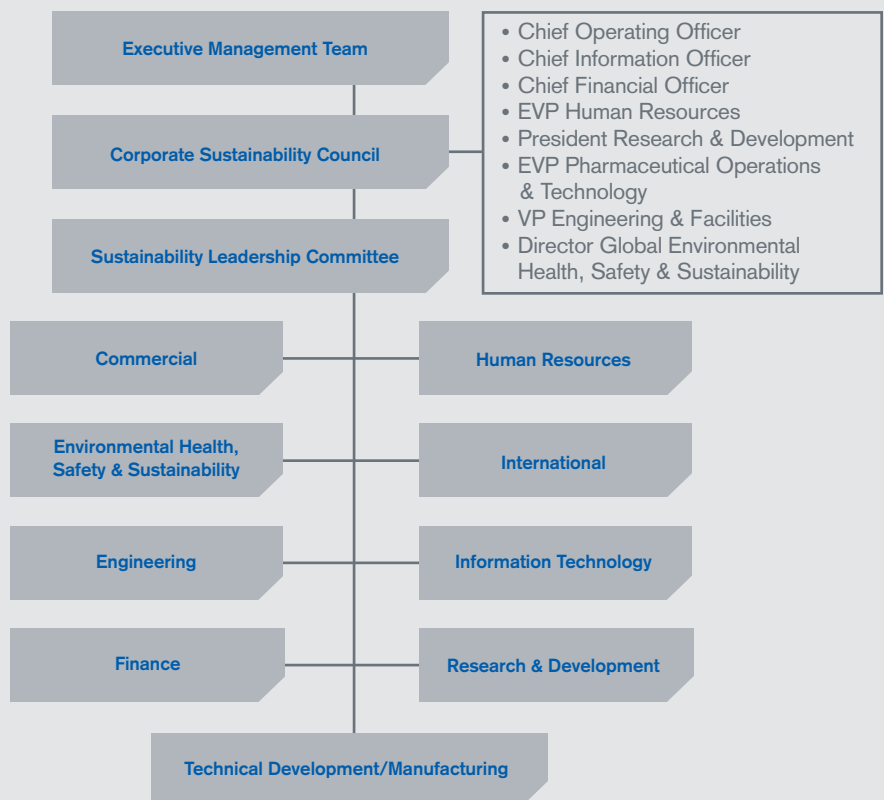 Executive Management Team
Corporate Sustainability Council
• Chief Operating Officer
• Chief Information Officer
• Chief Financial Officer
• EVP Human Resources
• President Research & Development
• EVP Pharmaceutical Operations
& Technology
• VP Engineering & Facilities
• Director Global Environmental
Health, Safety & Sustainability
Sustainability Leadership Committee
Commercial
Human Resources
Environmental Health,
Safety & Sustainability
International
Engineering
Information Technology
Finance
Research & Development
Technical Development/Manufacturing